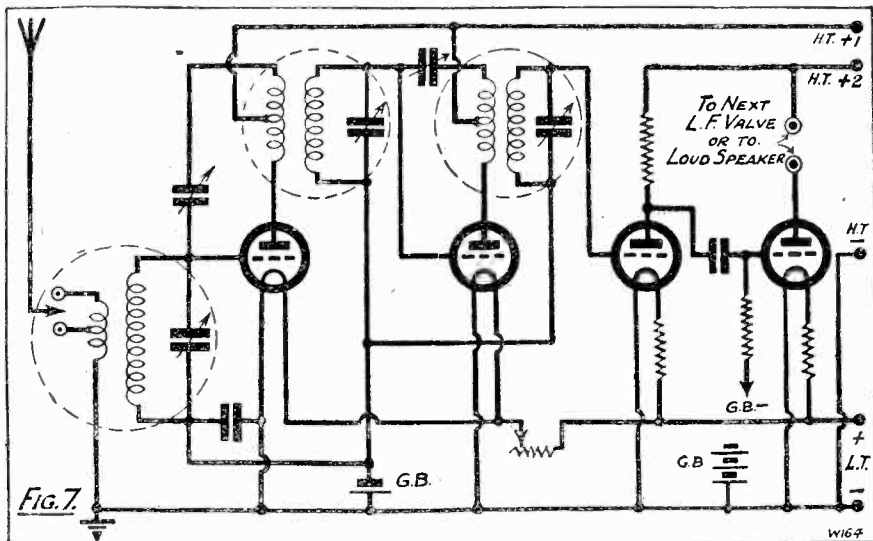 H.T. +1
H.T. +2
TO NEXT
L.F. VALVE
OR TO
LOUD SPEAKER
H.T
−
G.B.−
+
G.B.
G.B
L.T.
−
FIG. 7.
W164